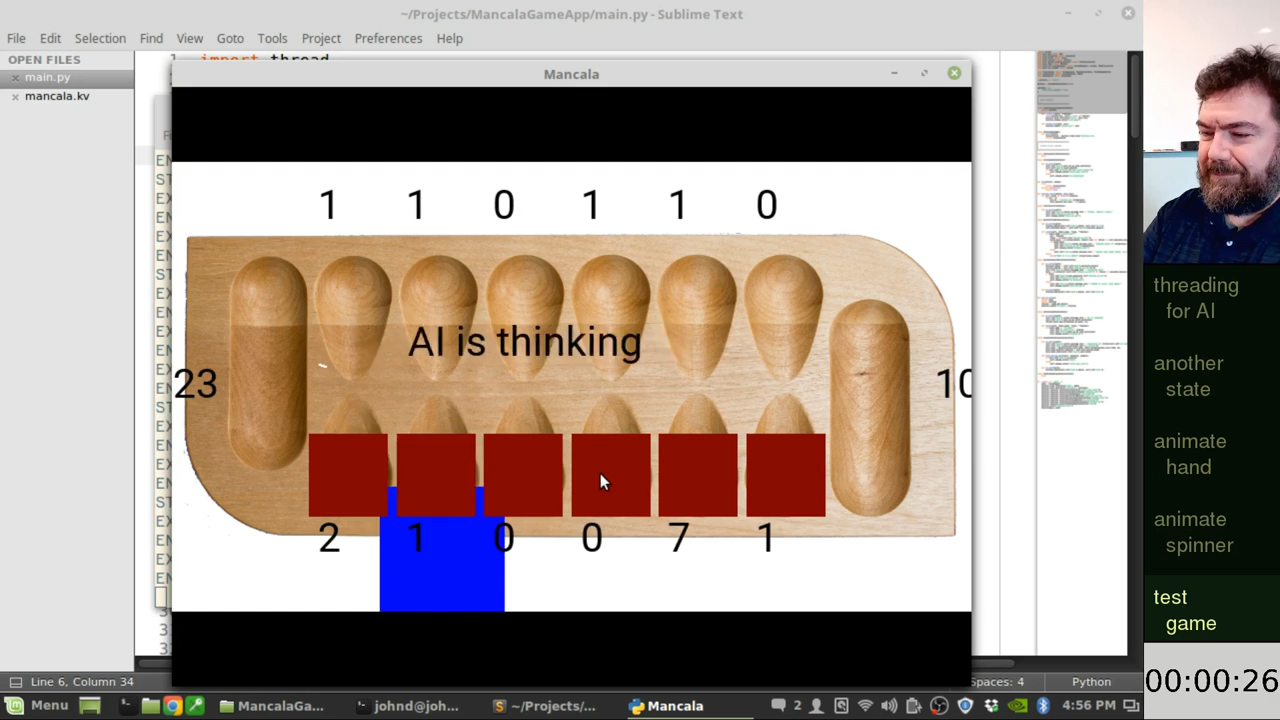 ~/Projects/MancalaGameApp/main.py - Sublime Text
File Edit Selection Find View Goto Tools Project Preferences Help
OPEN FILES
main.py
mancala.kv
import thread
Mancala
1 1 0 1 1 0
AI is thinking
23
10
2 1 0 0 7 1
threading
for AI
another
state
animate
hand
animate
spinner
test
game
00:00:26
Line 6, Column 34
Spaces: 4
Python
Menu
MancalaGa...
johnd@joh...
~/Projects/...
Mancala
2
4:56 PM